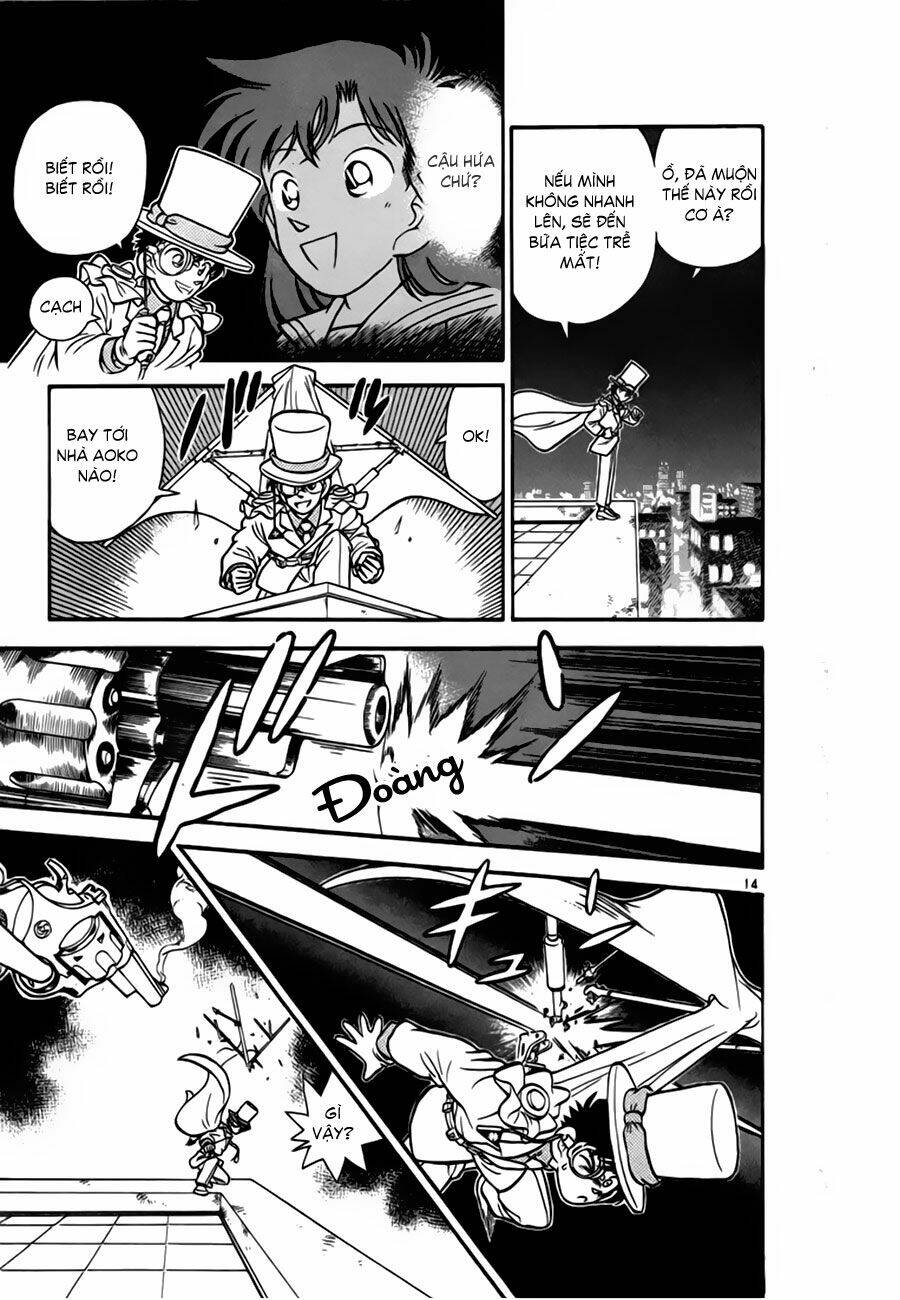 Ồ, ĐÃ MUỘN
THẾ NÀY RỒI
CƠ À?
NẾU MÌNH
KHÔNG NHANH
LÊN, SẼ ĐẾN
BỮA TIỆC TRỄ
MẤT!
CẬU HỨA
CHỨ?
BIẾT RỒI!
BIẾT RỒI!
CẠCH
OK!
BAY TỚI
NHÀ AOKO
NÀO!
Đoàng
14
GÌ
VẬY?